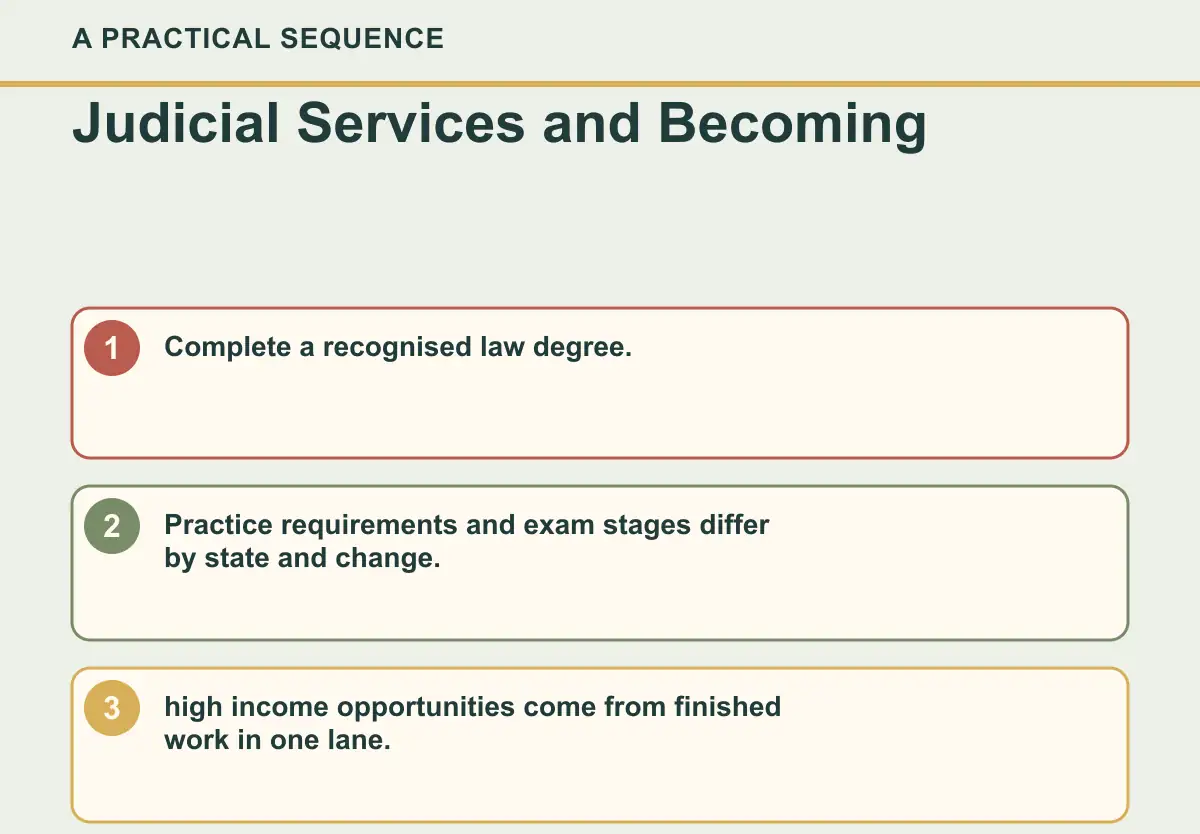 A PRACTICAL SEQUENCE
Judicial Services and Becoming
1
Complete a recognised law degree.
2
Practice requirements and exam stages differ
by state and change.
3
high income opportunities come from finished
work in one lane.